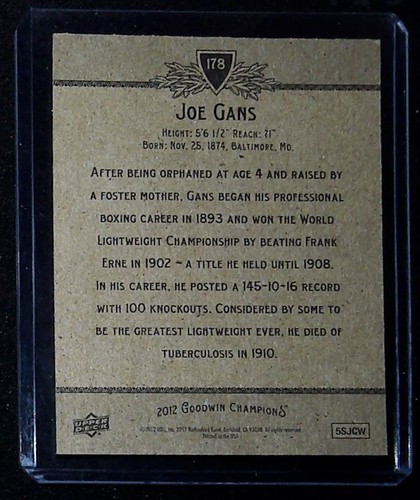 178
Joe Gans
Height: 5'6 1/2" Reach: 71"
Born: Nov. 25, 1874, Baltimore, Md.
After being orphaned at age 4 and raised by
a foster mother, Gans began his professional
boxing career in 1893 and won the World
Lightweight Championship by beating Frank
Erne in 1902 ~ a title he held until 1908.
In his career, he posted a 145-10-16 record
with 100 knockouts. Considered by some to
be the greatest lightweight ever, he died of
tuberculosis in 1910.
2012 Goodwin Champions
UPPER DECK
Printed in the USA
5SJCW